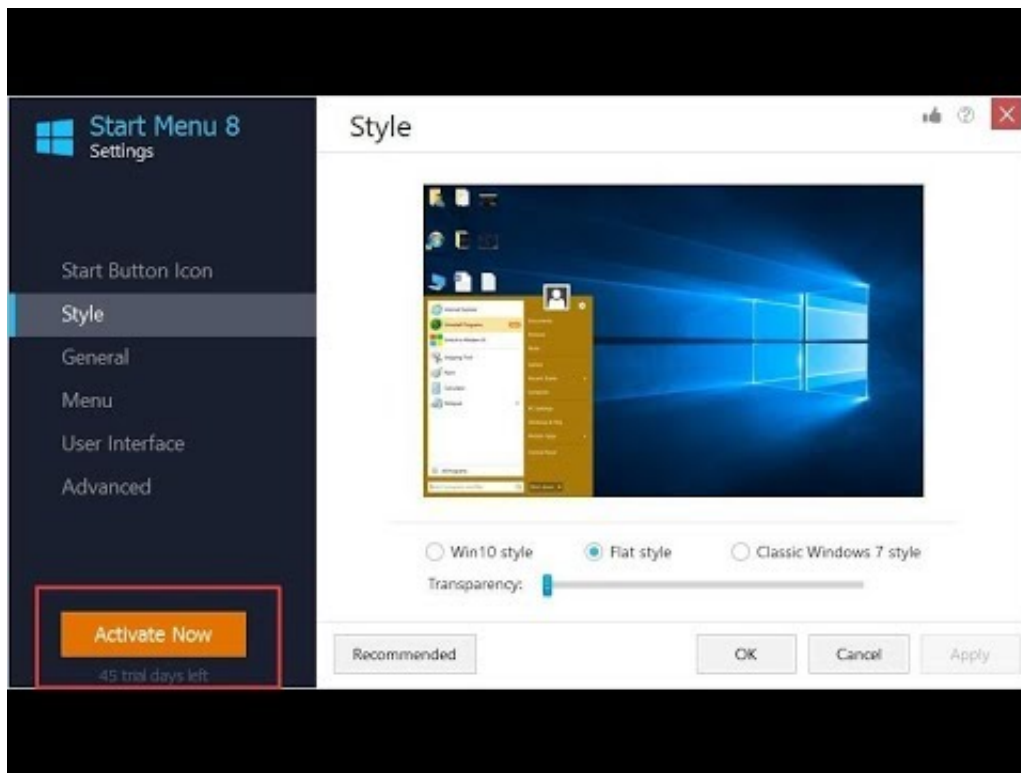 Start Menu 8
Settings
Style
Start Button Icon
Style
General
Menu
User Interface
Advanced
Win10 style
Flat style
Classic Windows 7 style
Transparency:
Activate Now
45 trial days left
Recommended
OK
Cancel
Apply